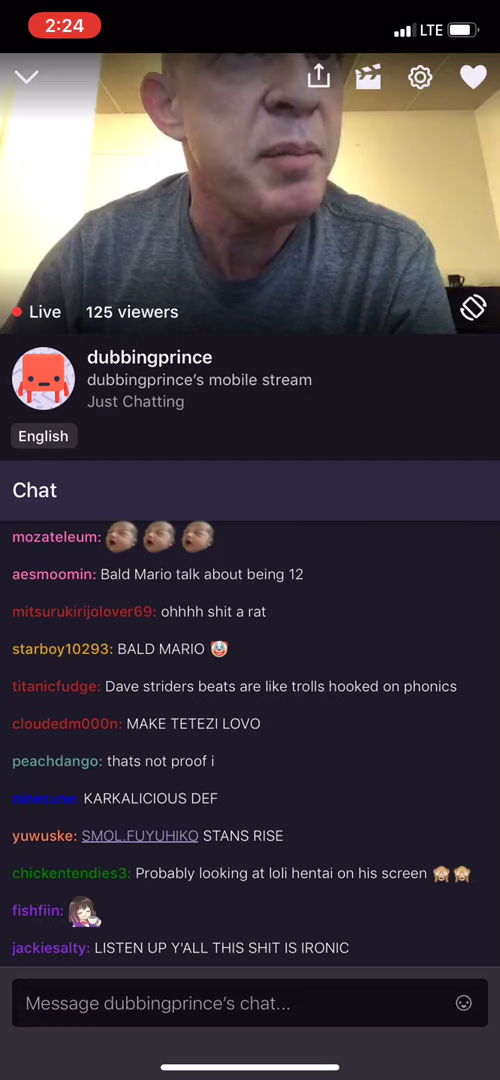 2:24
LTE
Live 125 viewers
dubbingprince
dubbingprince's mobile stream
Just Chatting
English
Chat
mozateleum:
aesmoomin: Bald Mario talk about being 12
mitsurukirijolover69: ohhhh shit a rat
starboy10293: BALD MARIO
titanicfudge: Dave striders beats are like trolls hooked on phonics
cloudedm000n: MAKE TETEZI LOVO
peachdango: thats not proof i
KARKALICIOUS DEF
yuwuske: SMOL.FUYUHIKO STANS RISE
chickentendies3: Probably looking at loli hentai on his screen 🙈🙈
fishfiin:
jackiesalty: LISTEN UP Y'ALL THIS SHIT IS IRONIC
Message dubbingprince's chat...